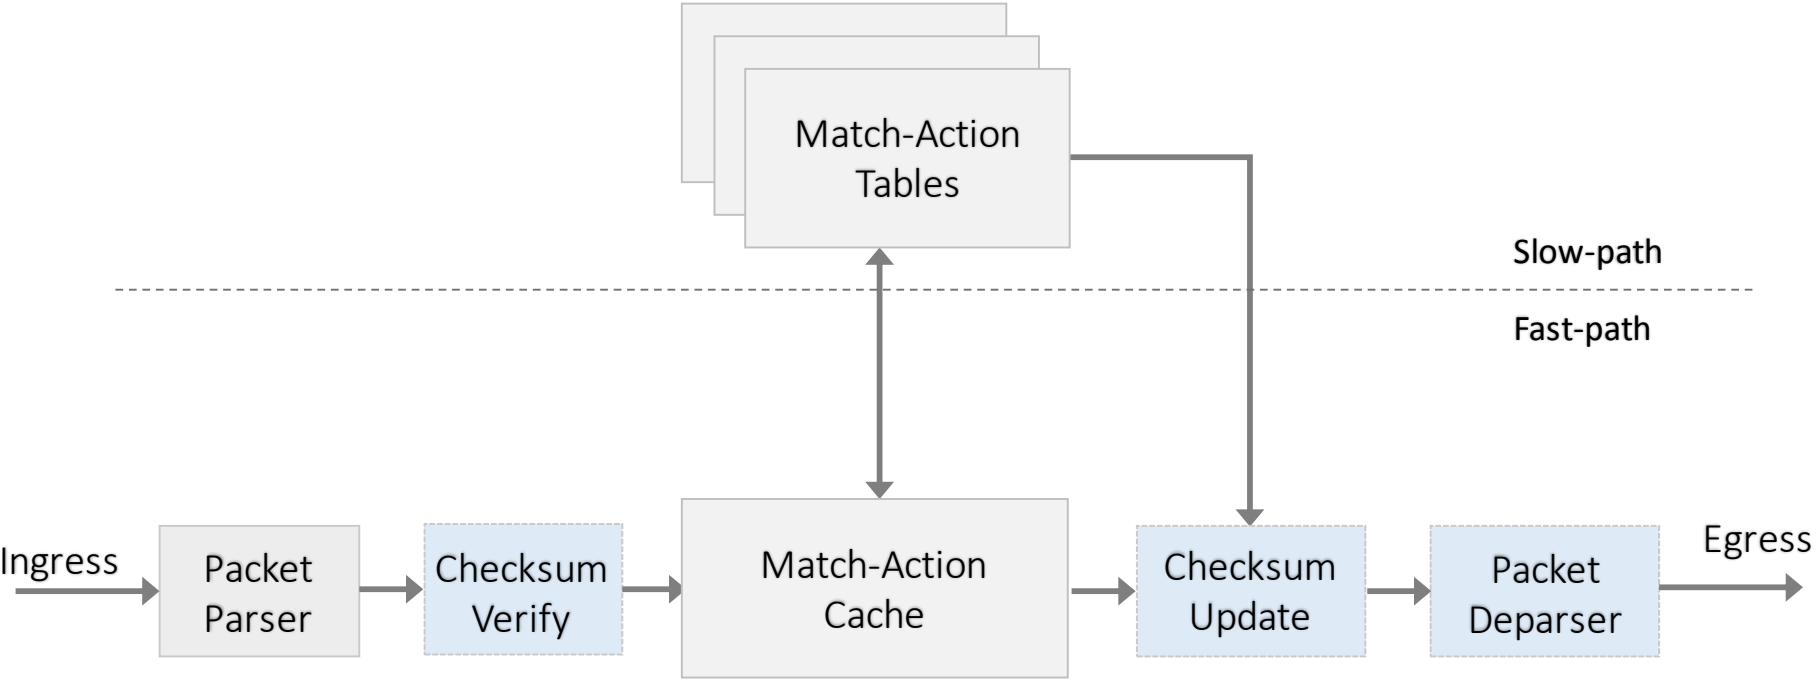 Match-Action
Tables
Slow-path
Fast-path
Ingress
Packet
Parser
Checksum
Verify
Match-Action
Cache
Checksum
Update
Packet
Deparser
Egress